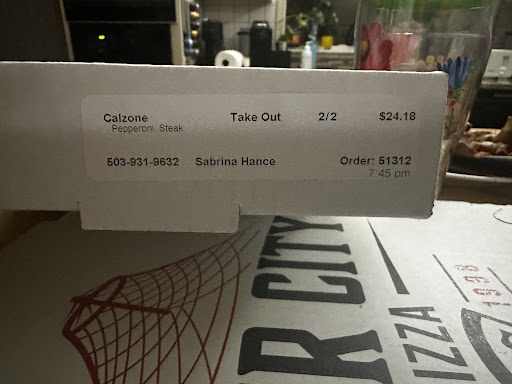 Calzone Take Out 2/2 $24.18
Pepperoni Steak
503-931-9632 Sabrina Hance Order: 51312
7:45 pm
R CITY
IZZA